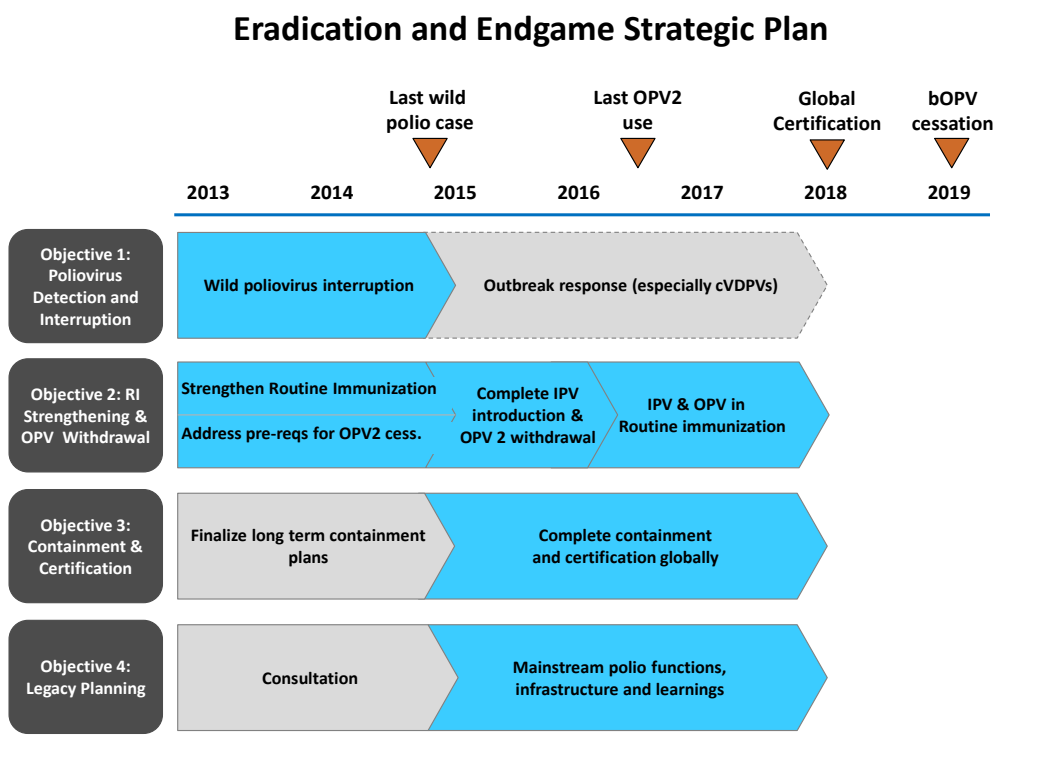 Eradication and Endgame Strategic Plan
Last wild
polio case
Last OPV2
use
Global
Certification
bOPV
cessation
2013 2014 2015 2016 2017 2018 2019
Objective 1:
Poliovirus
Detection and
Interruption
Wild poliovirus interruption
Outbreak response (especially cVDPVs)
Objective 2: RI
Strengthening &
OPV Withdrawal
Strengthen Routine Immunization
Address pre-reqs for OPV2 cess.
Complete IPV
introduction &
OPV 2 withdrawal
IPV & OPV in
Routine immunization
Objective 3:
Containment &
Certification
Finalize long term containment
plans
Complete containment
and certification globally
Objective 4:
Legacy Planning
Consultation
Mainstream polio functions,
infrastructure and learnings